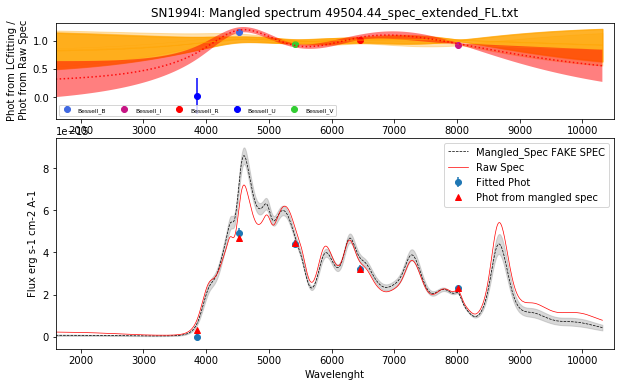 SN1994I: Mangled spectrum 49504.44_spec_extended_FL.txt
Phot from LCfitting /
Phot from Raw Spec
1.0
0.5
0.0
Bessell_B
Bessell_I
Bessell_R
Bessell_U
Bessell_V
2000 3000 4000 5000 6000 7000 8000 9000 10000
Mangled_Spec FAKE SPEC
Raw Spec
Fitted Phot
Phot from mangled spec
Flux erg s-1 cm-2 A-1
8
6
4
2
0
2000 3000 4000 5000 6000 7000 8000 9000 10000
Wavelenght